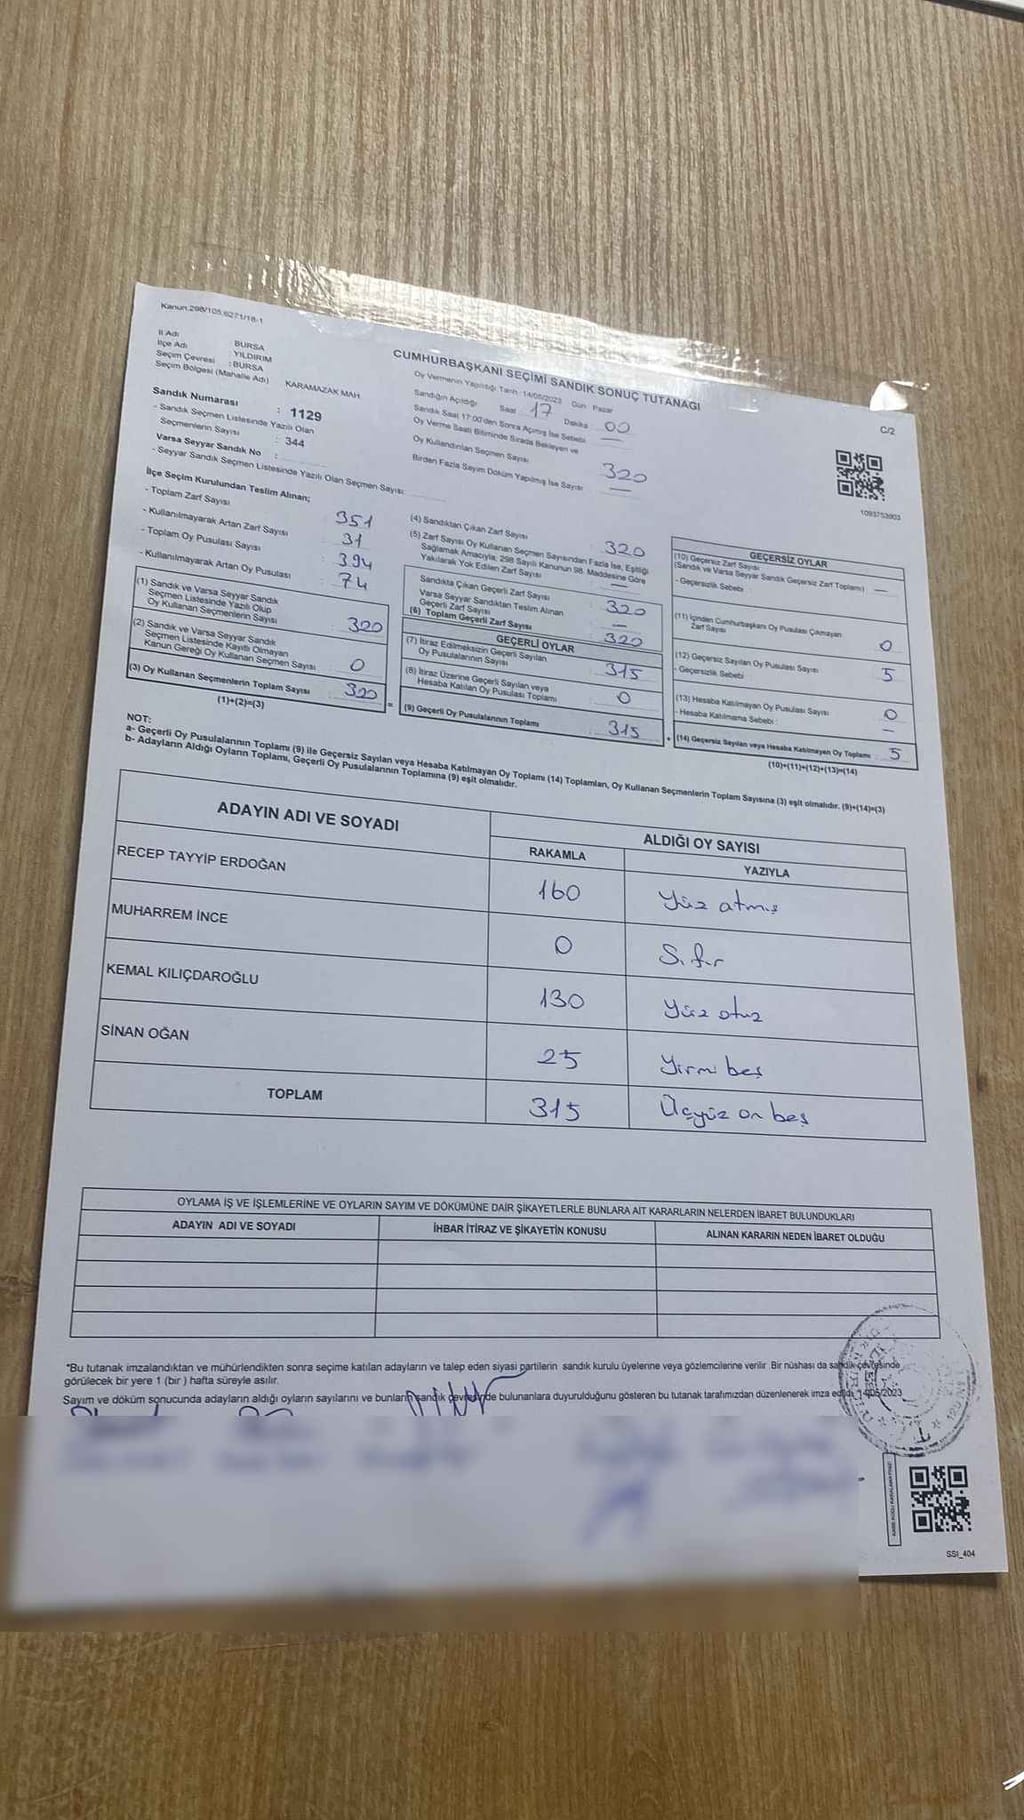 Kanun.298/105,6271/18-1
İl Adı : BURSA
İlçe Adı : YILDIRIM
Seçim Çevresi : BURSA
Seçim Bölgesi (Mahalle Adı) KARAMAZAK MAH.
Sandık Numarası : 1129
- Sandık Seçmen Listesinde Yazılı Olan
Seçmenlerin Sayısı : 344
Varsa Seyyar Sandık No :
- Seyyar Sandık Seçmen Listesinde Yazılı Olan Seçmen Sayısı:
CUMHURBAŞKANI SEÇİMİ SANDIK SONUÇ TUTANAĞI
C/2
Oy Vermenin Yapıldığı Tarih :14/05/2023 Gün : Pazar
Sandığın Açıldığı Saat 17 Dakika 00
Sandık Saat 17:00'den Sonra Açılmış İse Sebebi —
Oy Verme Saati Bitiminde Sırada Bekleyen ve
Oy Kullandırılan Seçmen Sayısı 320
Birden Fazla Sayım Döküm Yapılmış İse Sayısı —
1093753903
İlçe Seçim Kurulundan Teslim Alınan;
- Toplam Zarf Sayısı : 351
- Kullanılmayarak Artan Zarf Sayısı : 31
- Toplam Oy Pusulası Sayısı : 394
- Kullanılmayarak Artan Oy Pusulası : 74
(1) Sandık ve Varsa Seyyar Sandık
Seçmen Listesinde Yazılı Olup
Oy Kullanan Seçmenlerin Sayısı : 320
(2) Sandık ve Varsa Seyyar Sandık
Seçmen Listesinde Kayıtlı Olmayan
Kanun Gereği Oy Kullanan Seçmen Sayısı : 0
(3) Oy Kullanan Seçmenlerin Toplam Sayısı : 320
(1)+(2)=(3)
(4) Sandıktan Çıkan Zarf Sayısı : 320
(5) Zarf Sayısı Oy Kullanan Seçmen Sayısından Fazla İse, Eşitliği
Sağlamak Amacıyla, 298 Sayılı Kanunun 98. Maddesine Göre
Yakılarak Yok Edilen Zarf Sayısı : —
Sandıkta Çıkan Geçerli Zarf Sayısı : 320
Varsa Seyyar Sandıktan Teslim Alınan
Geçerli Zarf Sayısı : —
(6) Toplam Geçerli Zarf Sayısı : 320
GEÇERLİ OYLAR
(7) İtiraz Edilmeksizin Geçerli Sayılan
Oy Pusulalarının Sayısı : 315
(8) İtiraz Üzerine Geçerli Sayılan veya
Hesaba Katılan Oy Pusulası Toplamı : 0
(9) Geçerli Oy Pusulalarının Toplamı : 315
GEÇERSİZ OYLAR
(10) Geçersiz Zarf Sayısı
(Sandık ve Varsa Seyyar Sandık Geçersiz Zarf Toplamı) : —
- Geçersizlik Sebebi :
(11) İçinden Cumhurbaşkanı Oy Pusulası Çıkmayan
Zarf Sayısı : 0
(12) Geçersiz Sayılan Oy Pusulası Sayısı : 5
- Geçersizlik Sebebi :
(13) Hesaba Katılmayan Oy Pusulası Sayısı : 0
- Hesaba Katılmama Sebebi : —
(14) Geçersiz Sayılan veya Hesaba Katılmayan Oy Toplamı : 5
(10)+(11)+(12)+(13)=(14)
NOT:
a- Geçerli Oy Pusulalarının Toplamı (9) ile Geçersiz Sayılan veya Hesaba Katılmayan Oy Toplamı (14) Toplamları, Oy Kullanan Seçmenlerin Toplam Sayısına (3) eşit olmalıdır. (9)+(14)=(3)
b- Adayların Aldığı Oyların Toplamı, Geçerli Oy Pusulalarının Toplamına (9) eşit olmalıdır.
ADAYIN ADI VE SOYADI ALDIĞI OY SAYISI
RAKAMLA YAZIYLA
RECEP TAYYİP ERDOĞAN 160 Yüz atmış
MUHARREM İNCE 0 Sıfır
KEMAL KILIÇDAROĞLU 130 Yüz otuz
SİNAN OĞAN 25 Yirmi beş
TOPLAM 315 Üçyüz on beş
OYLAMA İŞ VE İŞLEMLERİNE VE OYLARIN SAYIM VE DÖKÜMÜNE DAİR ŞİKAYETLERLE BUNLARA AİT KARARLARIN NELERDEN İBARET BULUNDUKLARI
ADAYIN ADI VE SOYADI İHBAR İTİRAZ VE ŞİKAYETİN KONUSU ALINAN KARARIN NEDEN İBARET OLDUĞU
*Bu tutanak imzalandıktan ve mühürlendikten sonra seçime katılan adayların ve talep eden siyasi partilerin sandık kurulu üyelerine veya gözlemcilerine verilir. Bir nüshası da sandık çevresinde
görülecek bir yere 1 (bir ) hafta süreyle asılır.
Sayım ve döküm sonucunda adayların aldığı oyların sayılarını ve bunların sandık çevresinde bulunanlara duyurulduğunu gösteren bu tutanak tarafımızdan düzenlenerek imza edildi. 14/05/2023
SSI_404